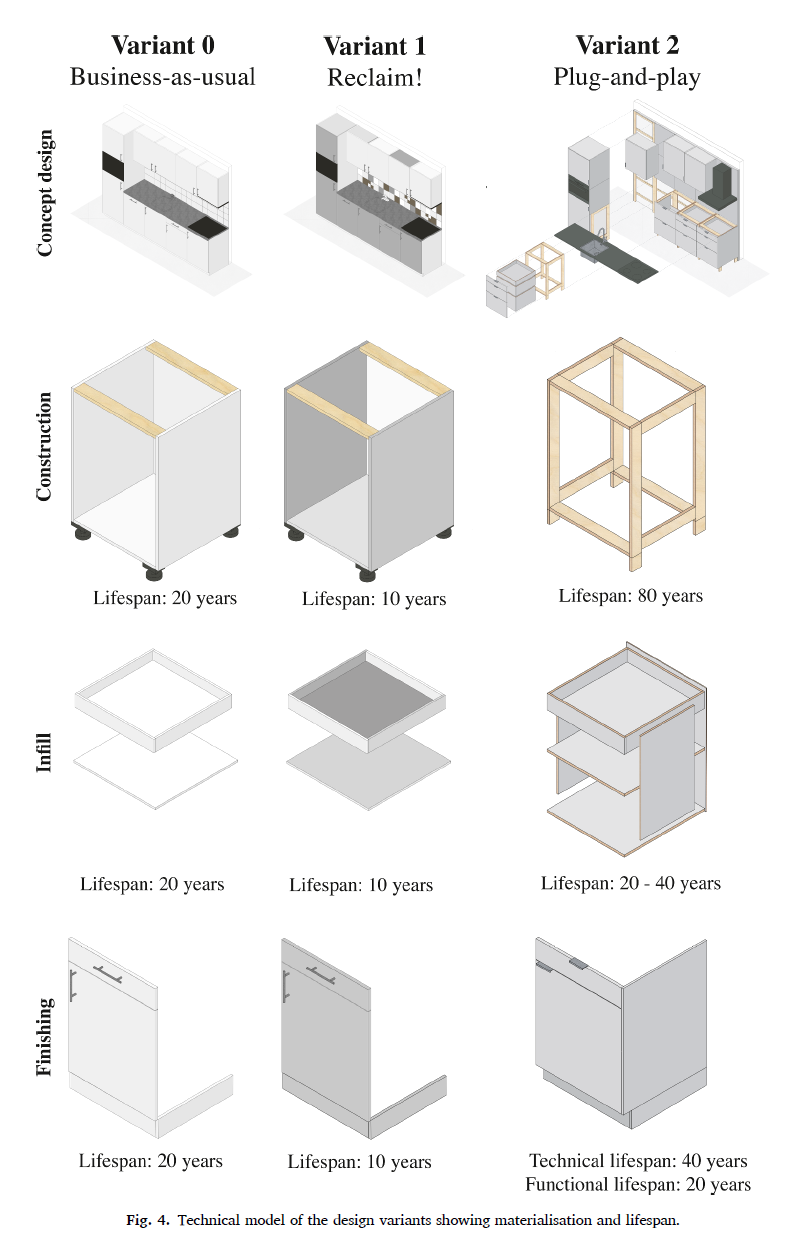 Variant 0
Business-as-usual
Variant 1
Reclaim!
Variant 2
Plug-and-play
Concept design
Construction
Lifespan: 20 years
Lifespan: 10 years
Lifespan: 80 years
Infill
Lifespan: 20 years
Lifespan: 10 years
Lifespan: 20 - 40 years
Finishing
Lifespan: 20 years
Lifespan: 10 years
Technical lifespan: 40 years
Functional lifespan: 20 years
Fig. 4. Technical model of the design variants showing materialisation and lifespan.